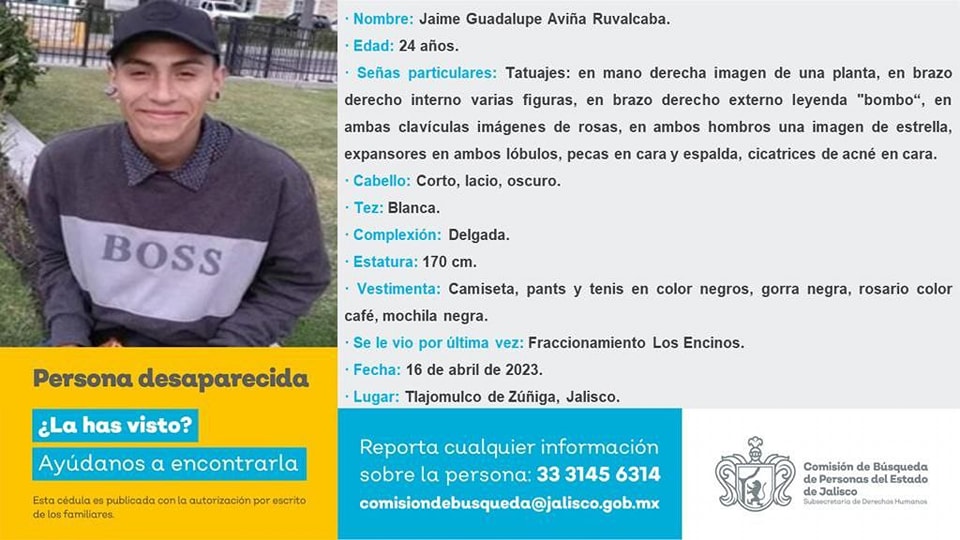 · Nombre: Jaime Guadalupe Aviña Ruvalcaba.
· Edad: 24 años.
· Señas particulares: Tatuajes: en mano derecha imagen de una planta, en brazo
derecho interno varias figuras, en brazo derecho externo leyenda "bombo“, en
ambas clavículas imágenes de rosas, en ambos hombros una imagen de estrella,
expansores en ambos lóbulos, pecas en cara y espalda, cicatrices de acné en cara.
· Cabello: Corto, lacio, oscuro.
· Tez: Blanca.
· Complexión: Delgada.
· Estatura: 170 cm.
· Vestimenta: Camiseta, pants y tenis en color negros, gorra negra, rosario color
café, mochila negra.
· Se le vio por última vez: Fraccionamiento Los Encinos.
· Fecha: 16 de abril de 2023.
· Lugar: Tlajomulco de Zúñiga, Jalisco.
BOSS
Persona desaparecida
¿La has visto?
Ayúdanos a encontrarla
Esta cédula es publicada con la autorización por escrito
de los familiares.
Reporta cualquier información
sobre la persona: 33 3145 6314
comisiondebusqueda@jalisco.gob.mx
Comisión de Búsqueda
de Personas del Estado
de Jalisco
Subsecretaría de Derechos Humanos